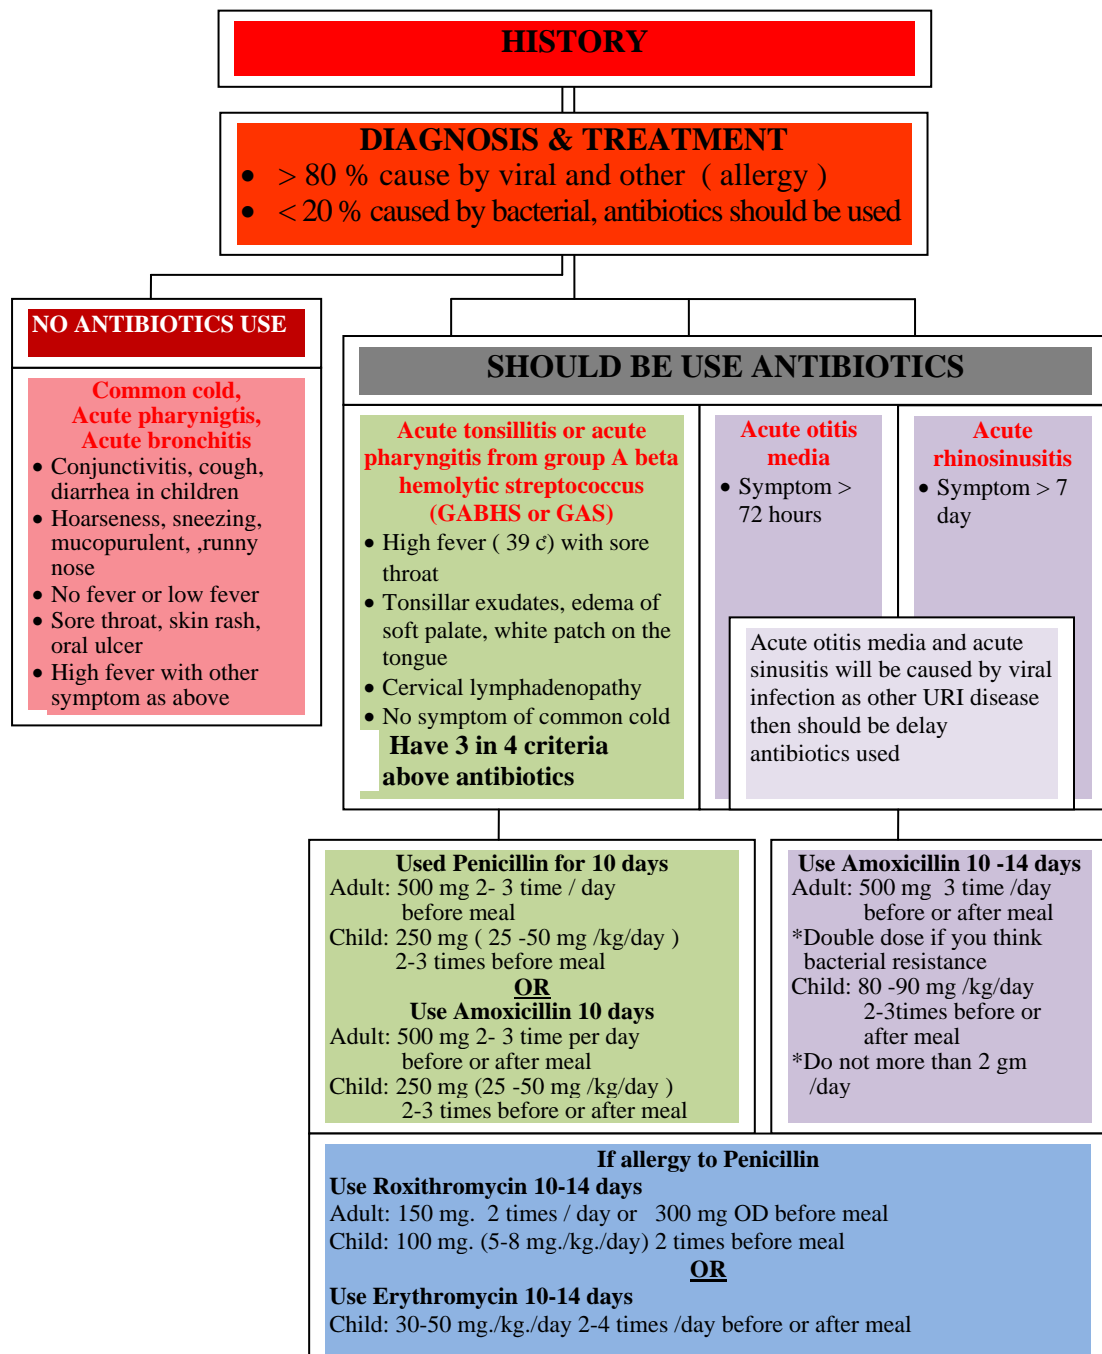 HISTORY
DIAGNOSIS & TREATMENT
• > 80 % cause by viral and other ( allergy )
• < 20 % caused by bacterial, antibiotics should be used
NO ANTIBIOTICS USE
Common cold,
Acute pharynigtis,
Acute bronchitis
• Conjunctivitis, cough,
diarrhea in children
• Hoarseness, sneezing,
mucopurulent, ,runny
nose
• No fever or low fever
• Sore throat, skin rash,
oral ulcer
• High fever with other
symptom as above
SHOULD BE USE ANTIBIOTICS
Acute tonsillitis or acute
pharyngitis from group A beta
hemolytic streptococcus
(GABHS or GAS)
• High fever ( 39 ċ) with sore
throat
• Tonsillar exudates, edema of
soft palate, white patch on the
tongue
• Cervical lymphadenopathy
• No symptom of common cold
Have 3 in 4 criteria
above antibiotics
Acute otitis
media
• Symptom >
72 hours
Acute
rhinosinusitis
• Symptom > 7
day
Acute otitis media and acute
sinusitis will be caused by viral
infection as other URI disease
then should be delay
antibiotics used
Used Penicillin for 10 days
Adult: 500 mg 2- 3 time / day
before meal
Child: 250 mg ( 25 -50 mg /kg/day )
2-3 times before meal
OR
Use Amoxicillin 10 days
Adult: 500 mg 2- 3 time per day
before or after meal
Child: 250 mg (25 -50 mg /kg/day )
2-3 times before or after meal
Use Amoxicillin 10 -14 days
Adult: 500 mg 3 time /day
before or after meal
*Double dose if you think
bacterial resistance
Child: 80 -90 mg /kg/day
2-3times before or
after meal
*Do not more than 2 gm
/day
If allergy to Penicillin
Use Roxithromycin 10-14 days
Adult: 150 mg. 2 times / day or 300 mg OD before meal
Child: 100 mg. (5-8 mg./kg./day) 2 times before meal
OR
Use Erythromycin 10-14 days
Child: 30-50 mg./kg./day 2-4 times /day before or after meal